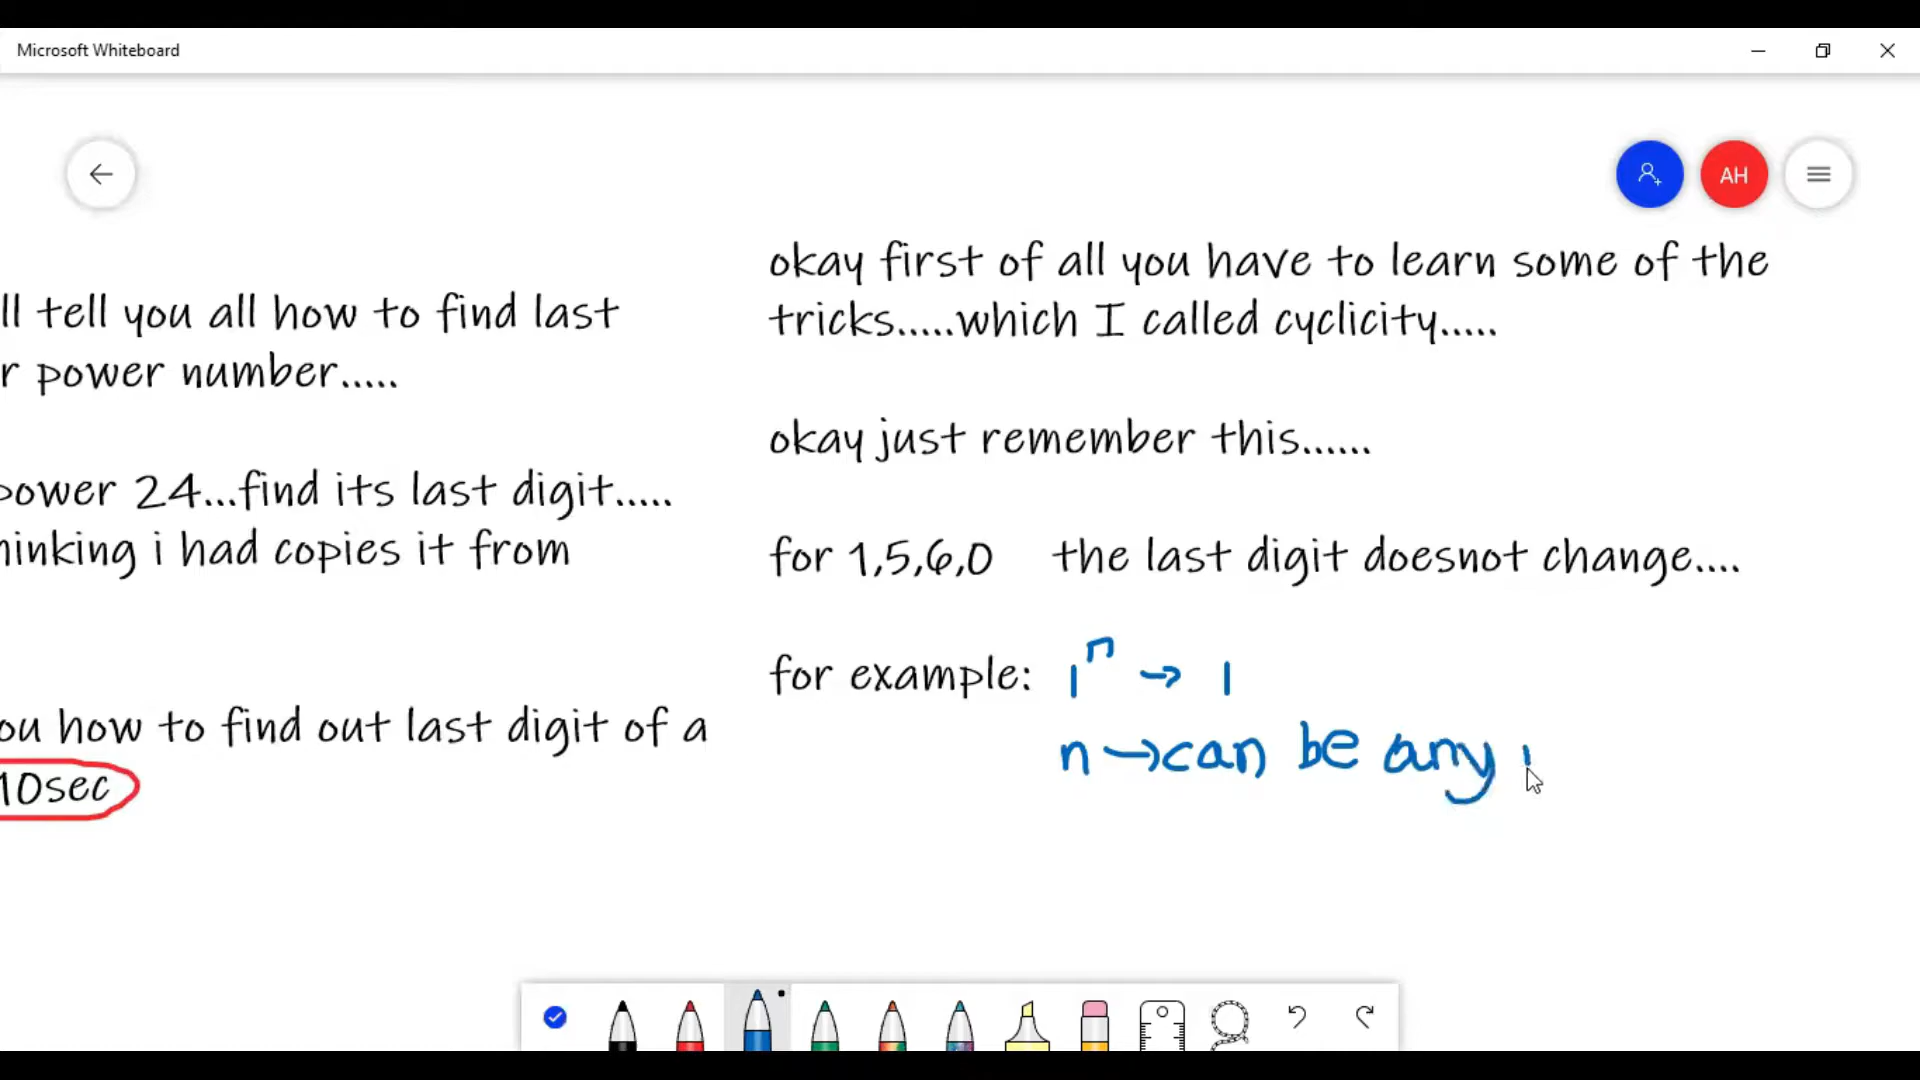 Microsoft Whiteboard
AH
ll tell you all how to find last
r power number.....
power 24...find its last digit.....
hinking i had copies it from
ou how to find out last digit of a
10sec
okay first of all you have to learn some of the
tricks.....which I called cyclicity.....
okay just remember this......
for 1,5,6,0 the last digit doesnot change....
for example: 1ⁿ → 1
n → can be any